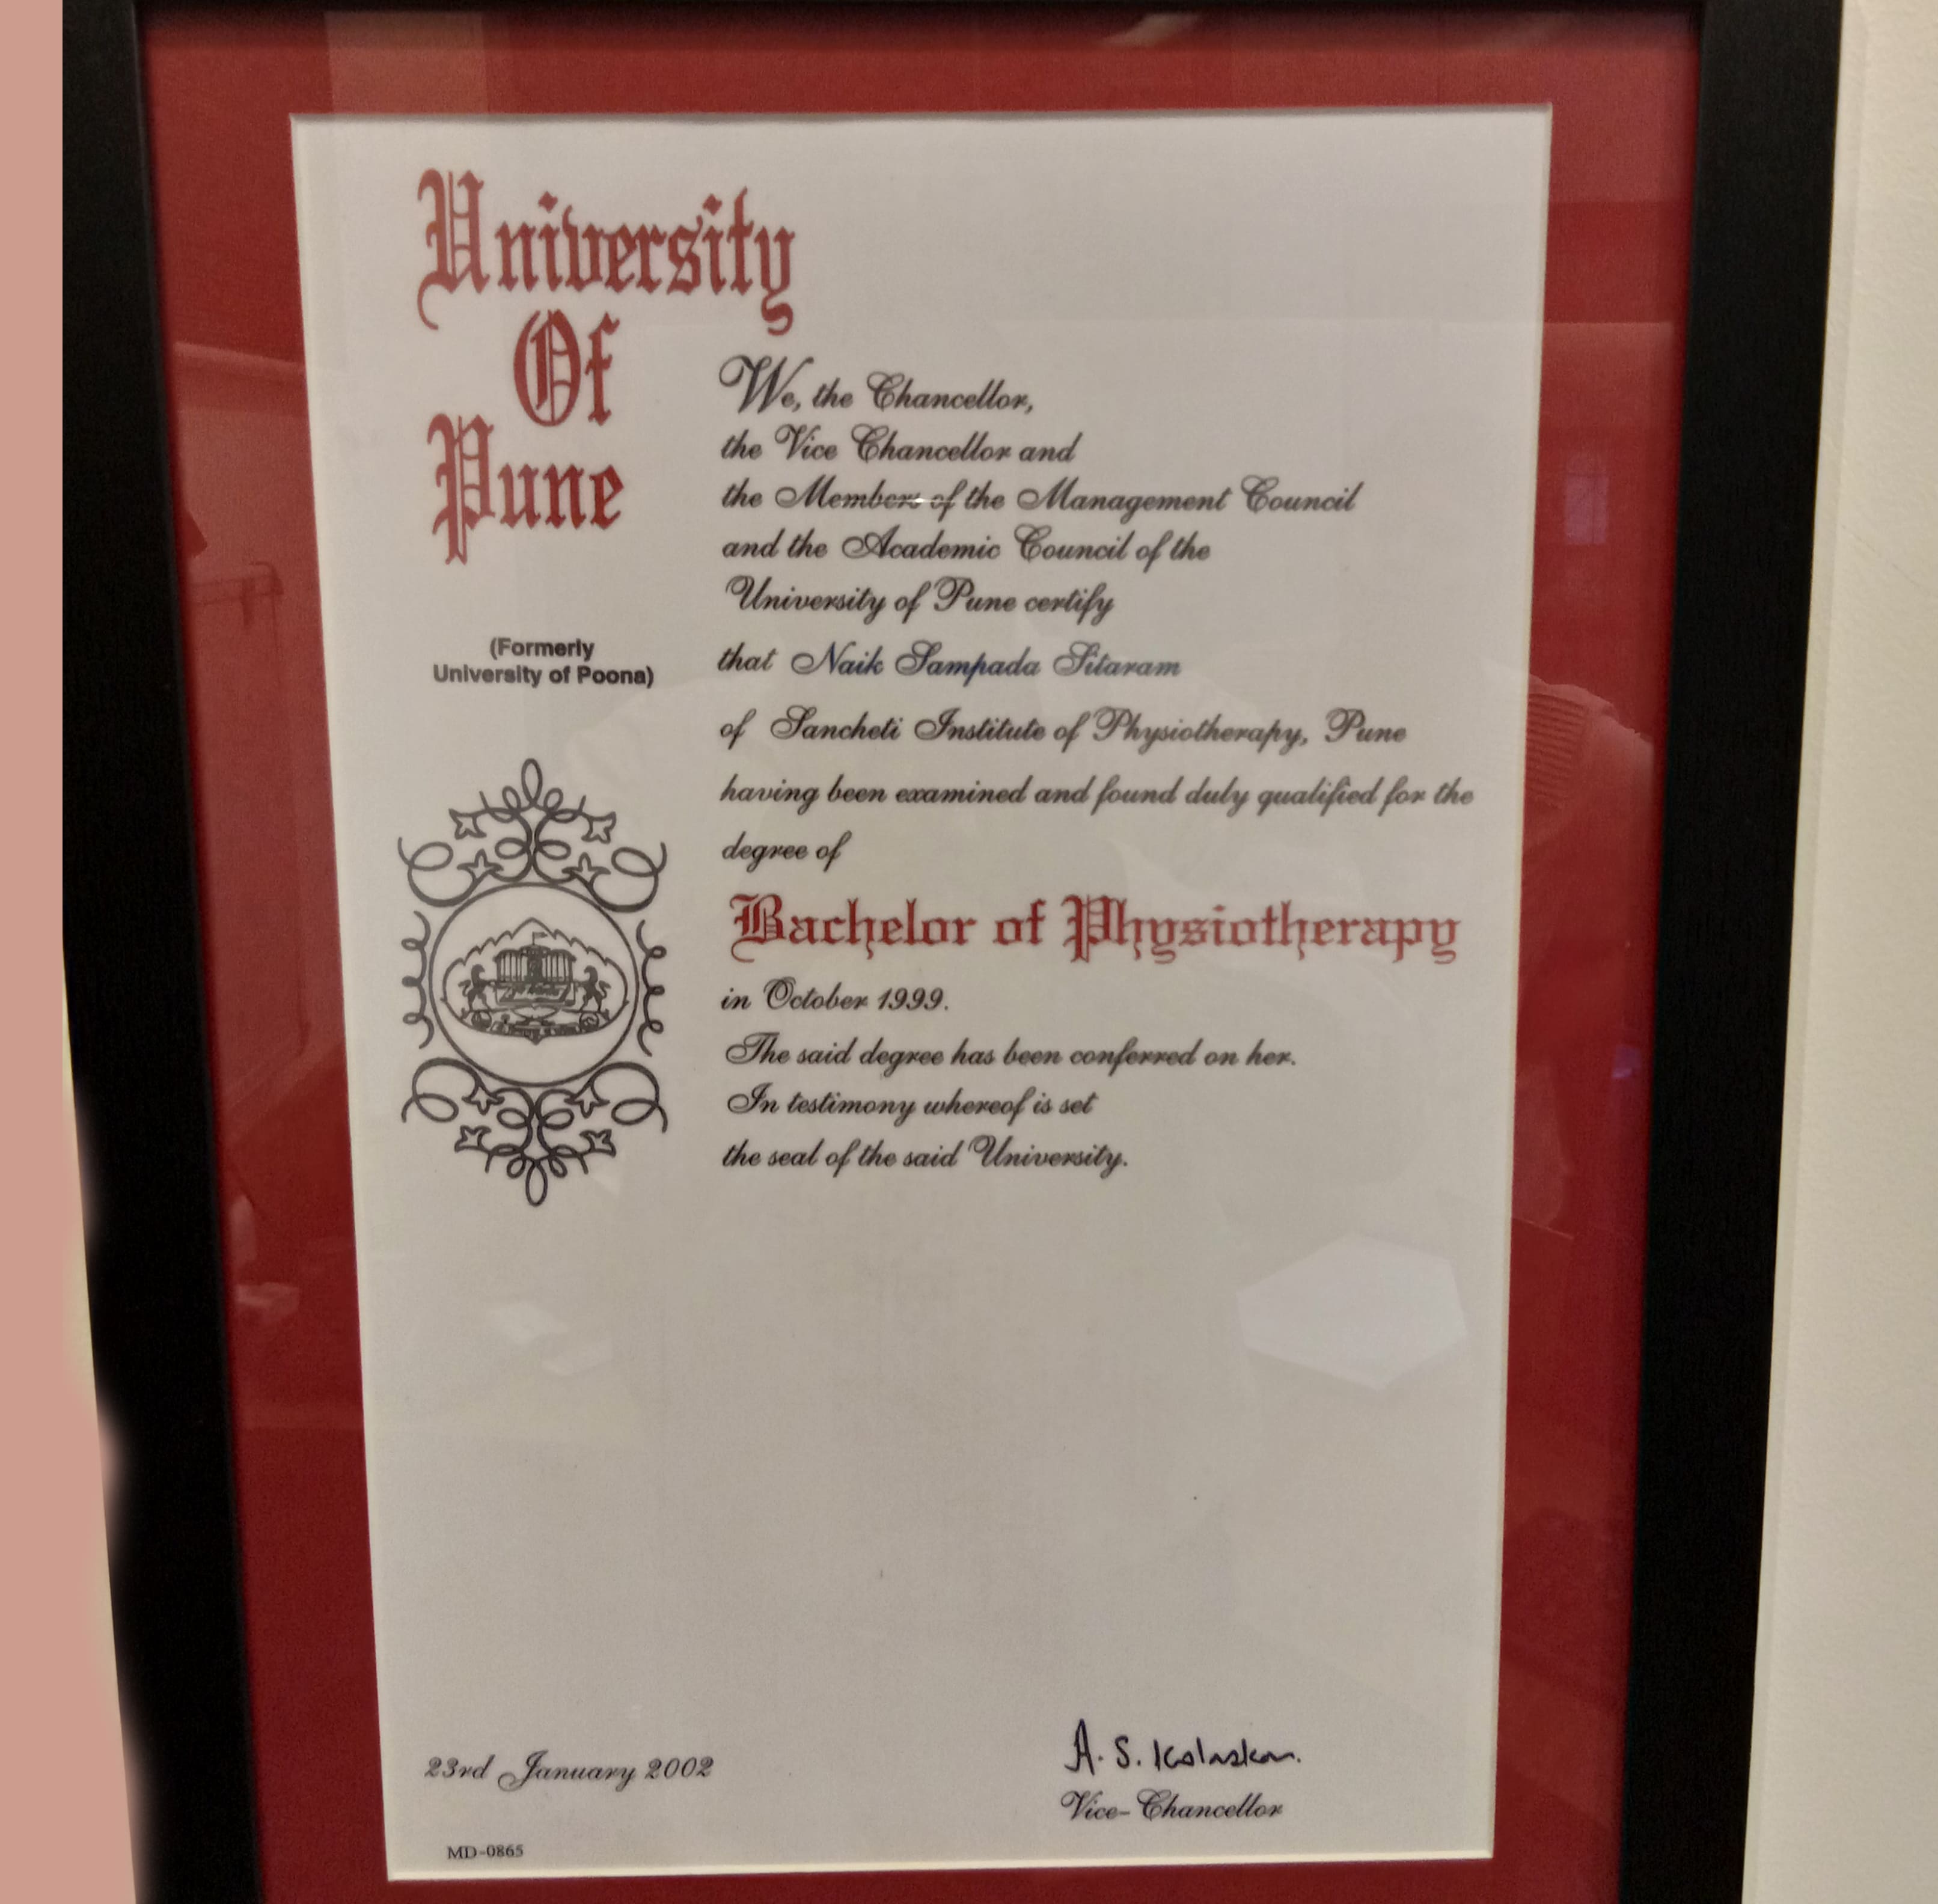 University
Of
Pune
(Formerly
University of Poona)
We, the Chancellor,
the Vice Chancellor and
the Members of the Management Council
and the Academic Council of the
University of Pune certify
that Naik Sampada Sitaram
of Sancheti Institute of Physiotherapy, Pune
having been examined and found duly qualified for the
degree of
Bachelor of Physiotherapy
in October 1999.
The said degree has been conferred on her.
In testimony whereof is set
the seal of the said University.
23rd January 2002
A. S. Kolaskar.
Vice-Chancellor
MD-0865